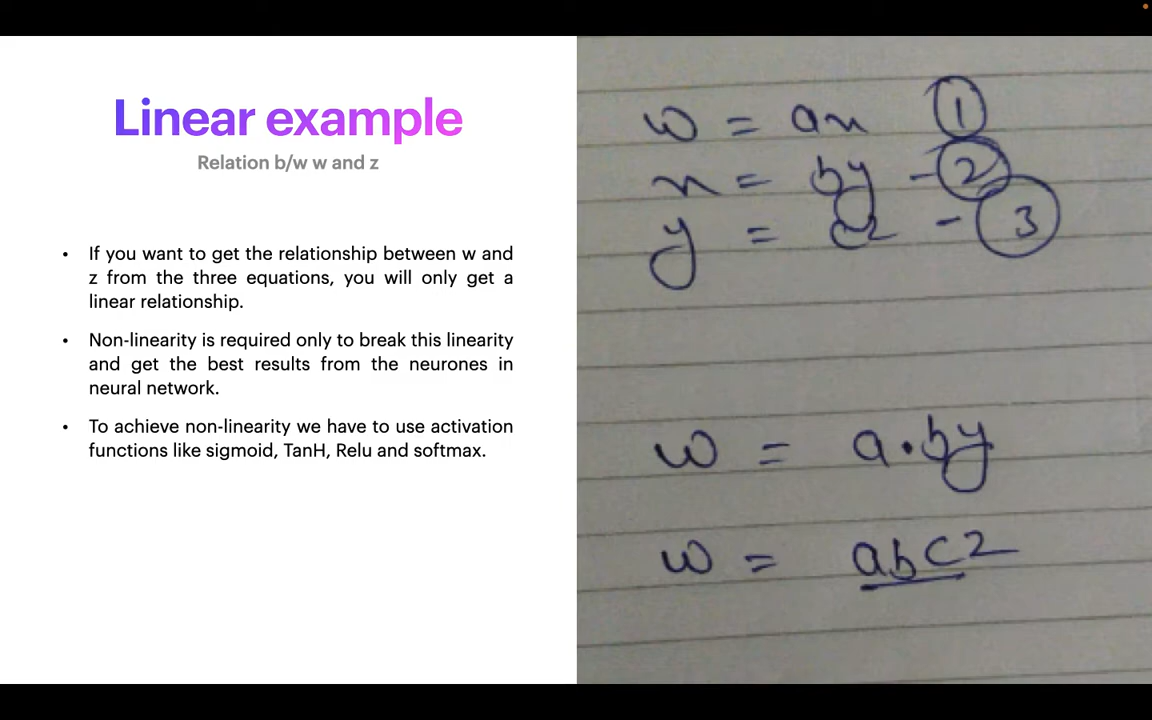 Linear example
Relation b/w w and z
• If you want to get the relationship between w and
z from the three equations, you will only get a
linear relationship.
• Non-linearity is required only to break this linearity
and get the best results from the neurones in
neural network.
• To achieve non-linearity we have to use activation
functions like sigmoid, TanH, Relu and softmax.
w = ax 1
x = by - 2
y = cz - 3
w = a·by
w = abcz